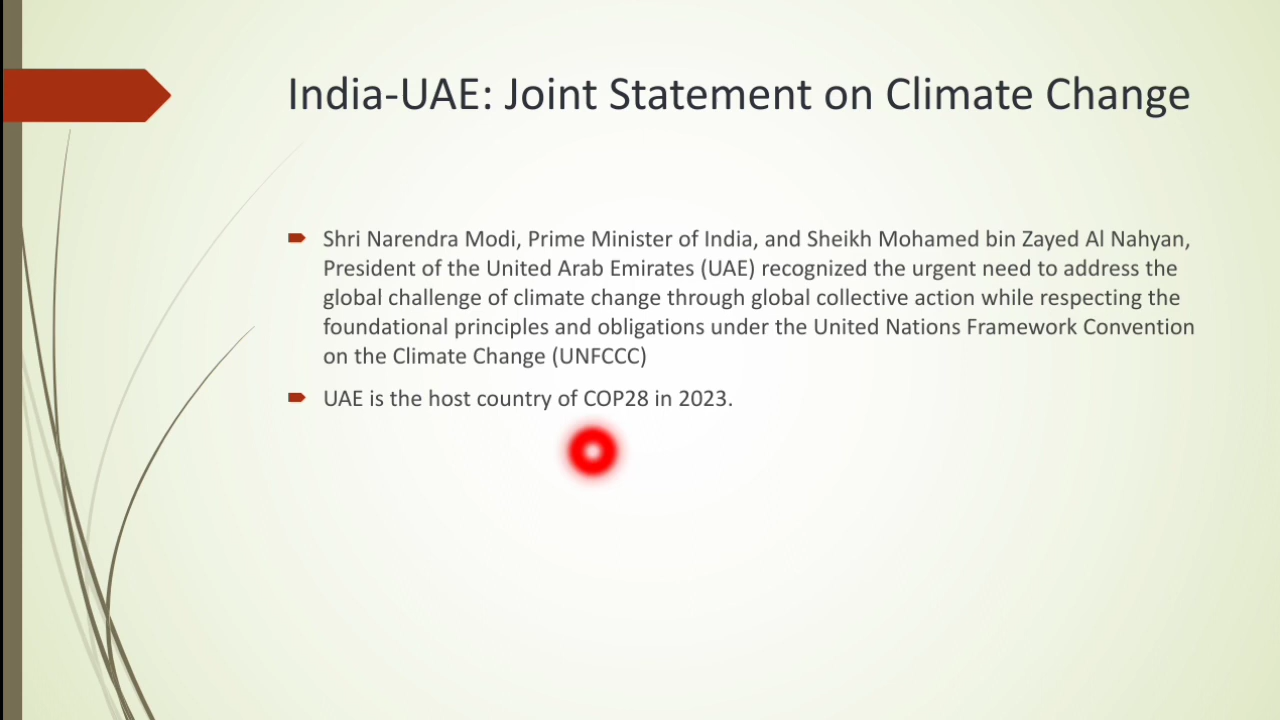 India-UAE: Joint Statement on Climate Change
Shri Narendra Modi, Prime Minister of India, and Sheikh Mohamed bin Zayed Al Nahyan,
President of the United Arab Emirates (UAE) recognized the urgent need to address the
global challenge of climate change through global collective action while respecting the
foundational principles and obligations under the United Nations Framework Convention
on the Climate Change (UNFCCC)
UAE is the host country of COP28 in 2023.